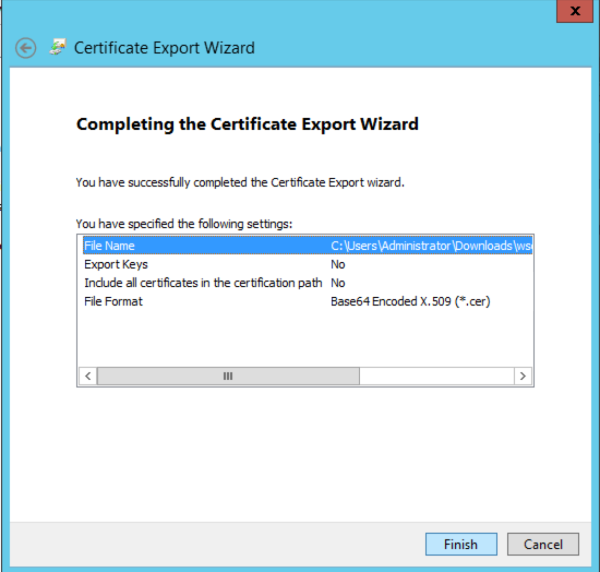 x
Certificate Export Wizard
Completing the Certificate Export Wizard
You have successfully completed the Certificate Export wizard.
You have specified the following settings:
File Name C:\Users\Administrator\Downloads\wso
Export Keys No
Include all certificates in the certification path No
File Format Base64 Encoded X.509 (*.cer)
Finish Cancel